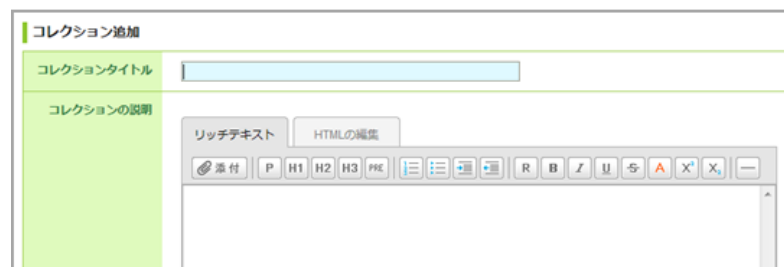 コレクション追加
コレクションタイトル
コレクションの説明
リッチテキスト HTMLの編集
添付 P H1 H2 H3 PRE R B I U S A X² X₂